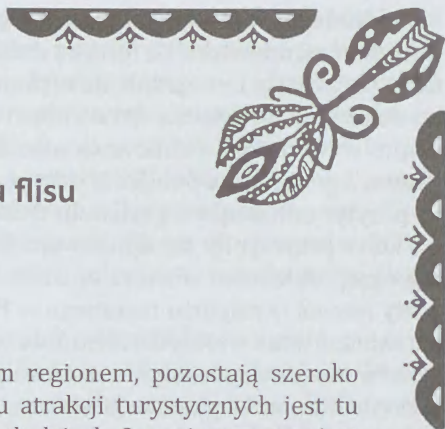 flisu
m regionem, pozostają szeroko
u atrakcji turystycznych jest tu